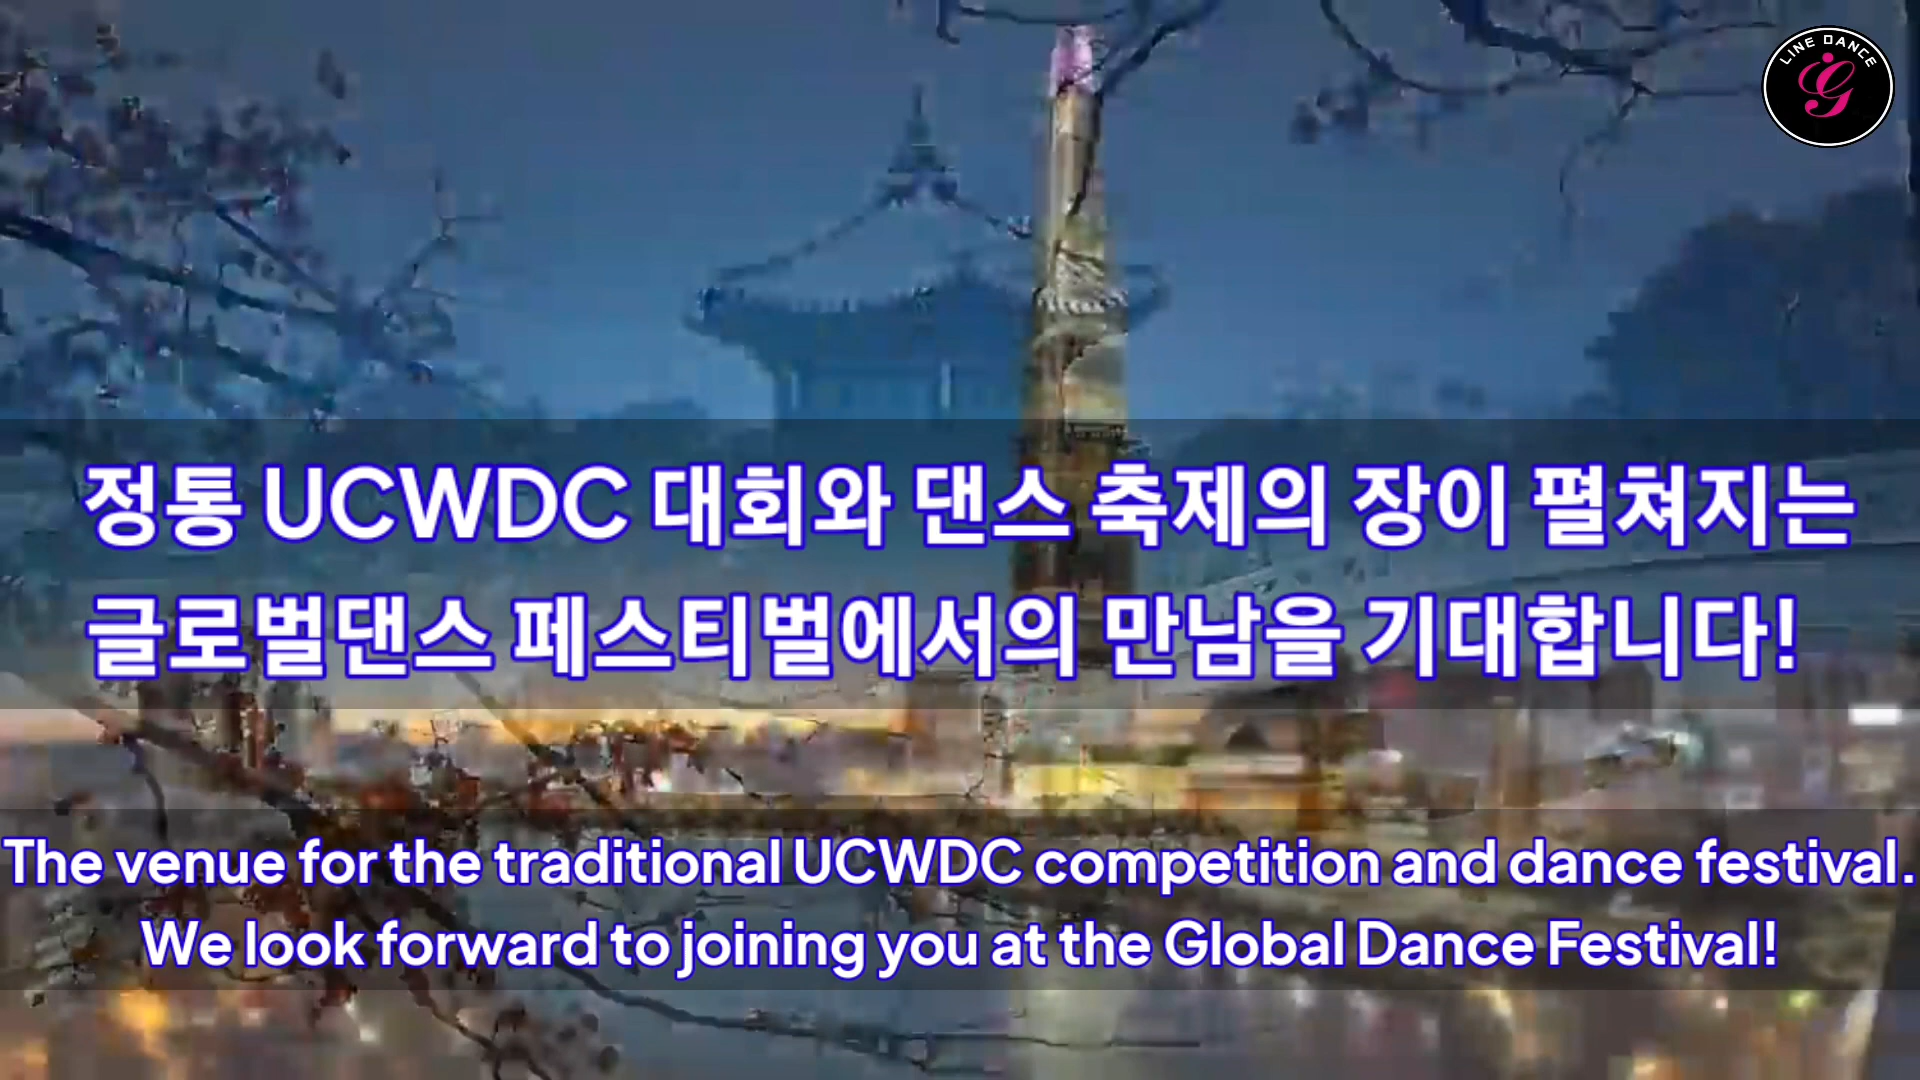 LINE DANCE
G
정통 UCWDC 대회와 댄스 축제의 장이 펼쳐지는
글로벌댄스 페스티벌에서의 만남을 기대합니다!
The venue for the traditional UCWDC competition and dance festival.
We look forward to joining you at the Global Dance Festival!